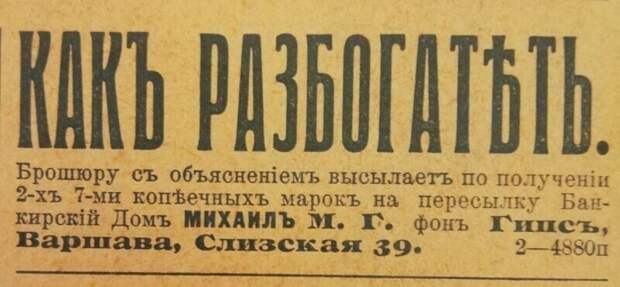 КАКЪ РАЗБОГАТѢТЬ.
Брошюру съ объясненіемъ высылаетъ по полученіи
2-хъ 7-ми копѣечныхъ марокъ на пересылку Бан-
кирскій Домъ МИХАИЛЪ М. Г. фонъ Гипсъ,
Варшава, Слизская 39. 2—4880п